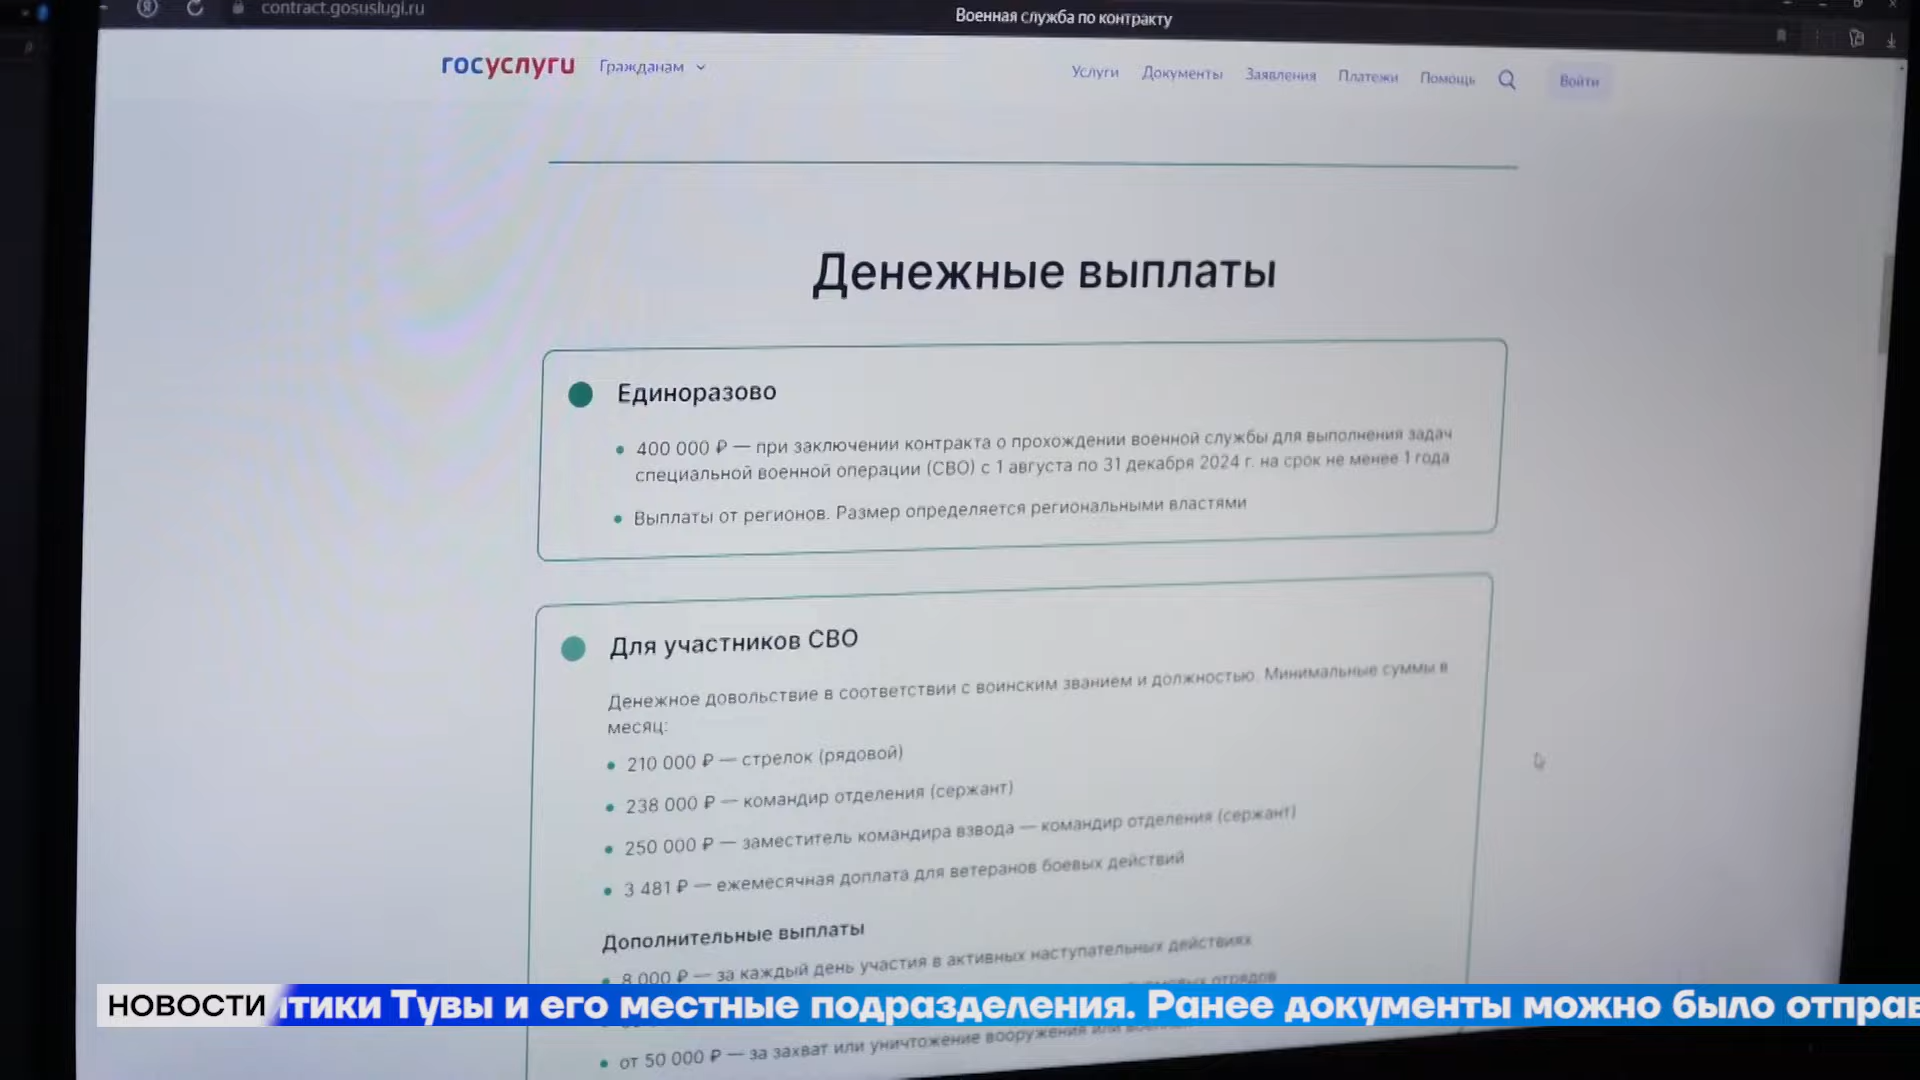 contract.gosuslugi.ru
Военная служба по контракту
госуслуги Гражданам
Услуги Документы Заявления Платежи Помощь Войти
Денежные выплаты
Единоразово
400 000 ₽ — при заключении контракта о прохождении военной службы для выполнения задач
специальной военной операции (СВО) с 1 августа по 31 декабря 2024 г. на срок не менее 1 года
Выплаты от регионов. Размер определяется региональными властями
Для участников СВО
Денежное довольствие в соответствии с воинским званием и должностью. Минимальные суммы в
месяц:
210 000 ₽ — стрелок (рядовой)
238 000 ₽ — командир отделения (сержант)
250 000 ₽ — заместитель командира взвода — командир отделения (сержант)
3 481 ₽ — ежемесячная доплата для ветеранов боевых действий
Дополнительные выплаты
8 000 ₽ — за каждый день участия в активных наступательных действиях
отрядов
НОВОСТИ итики Тувы и его местные подразделения. Ранее документы можно было отправ
от 50 000 ₽ — за захват или уничтожение вооружения или